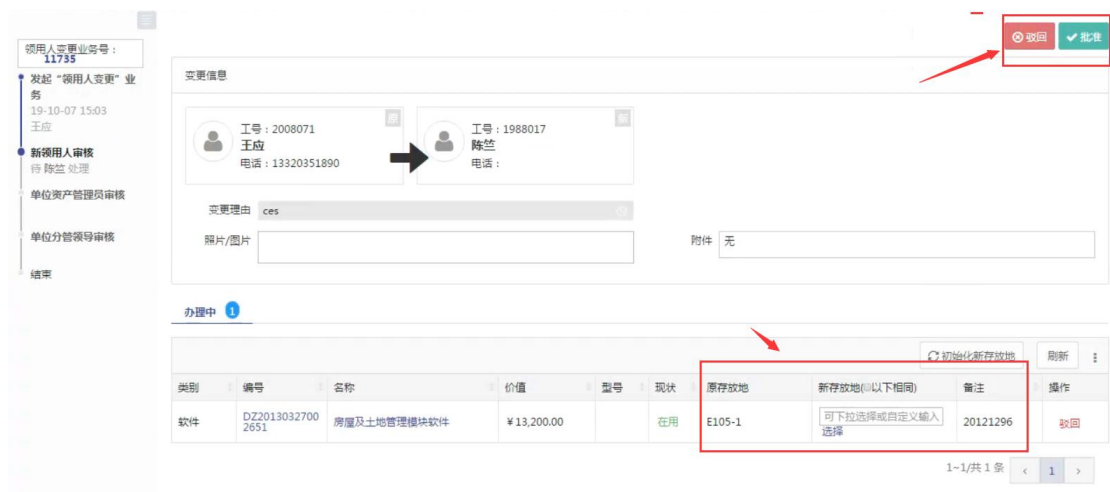 驳回 批准
领用人变更业务号：
11735
发起“领用人变更”业
务
19-10-07 15:03
王应
新领用人审核
待 陈竺 处理
单位资产管理员审核
单位分管领导审核
结束
变更信息
原
工号：2008071
王应
电话：13320351890
新
工号：1988017
陈竺
电话：
变更理由 ces
照片/图片
附件 无
办理中 1
初始化新存放地 刷新
类别 编号 名称 价值 型号 现状 原存放地 新存放地(以下相同) 备注 操作
软件 DZ2013032700 房屋及土地管理模块软件 ￥13,200.00 在用 E105-1 可下拉选择或自定义输入 20121296 驳回
2651 选择
1~1/共 1 条 ‹ 1 ›